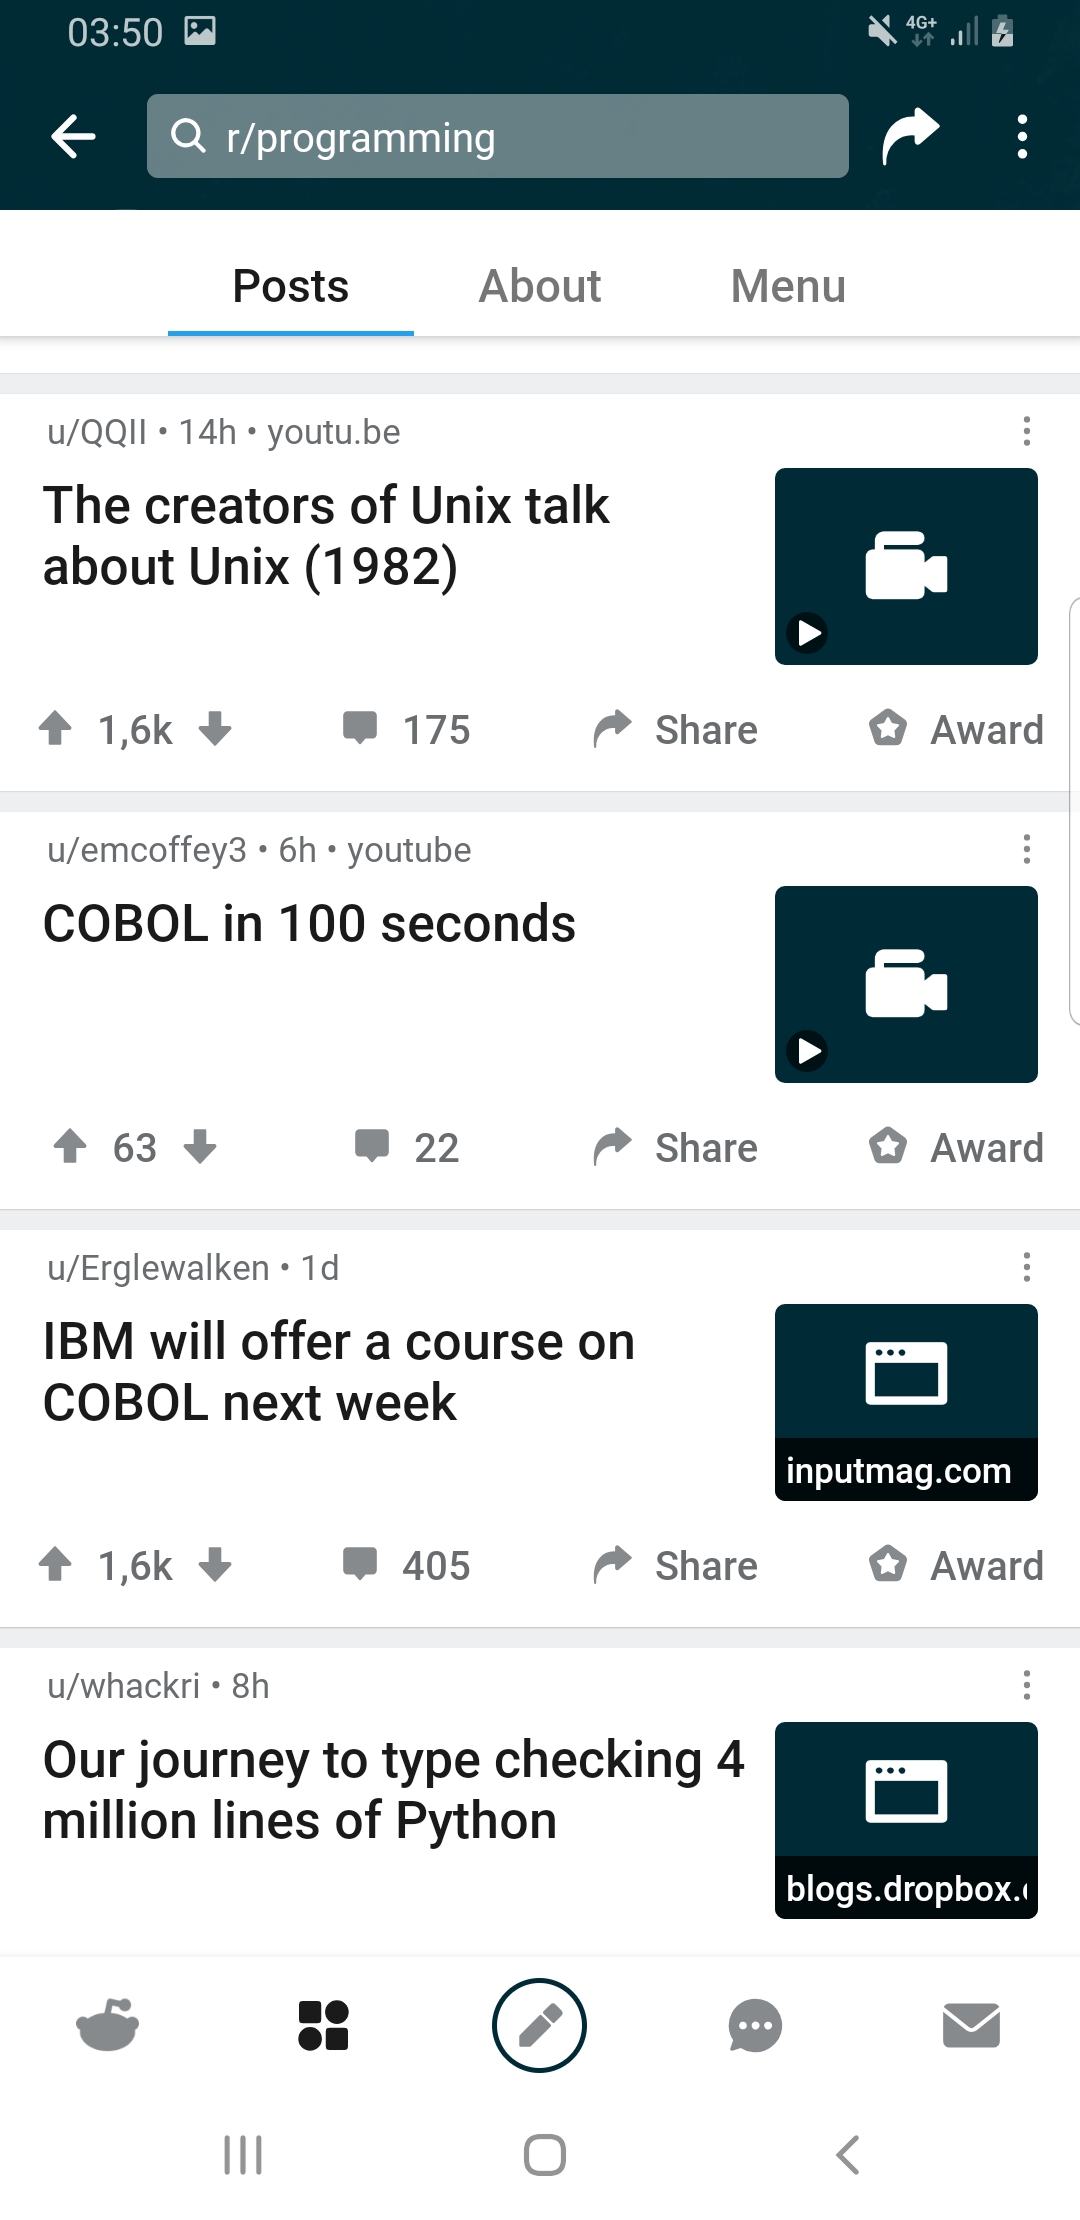 03:50
4G+
r/programming
Posts About Menu
u/QQII • 14h • youtu.be
The creators of Unix talk
about Unix (1982)
1,6k 175 Share Award
u/emcoffey3 • 6h • youtube
COBOL in 100 seconds
63 22 Share Award
u/Erglewalken • 1d
IBM will offer a course on
COBOL next week
inputmag.com
1,6k 405 Share Award
u/whackri • 8h
Our journey to type checking 4
million lines of Python
blogs.dropbox.